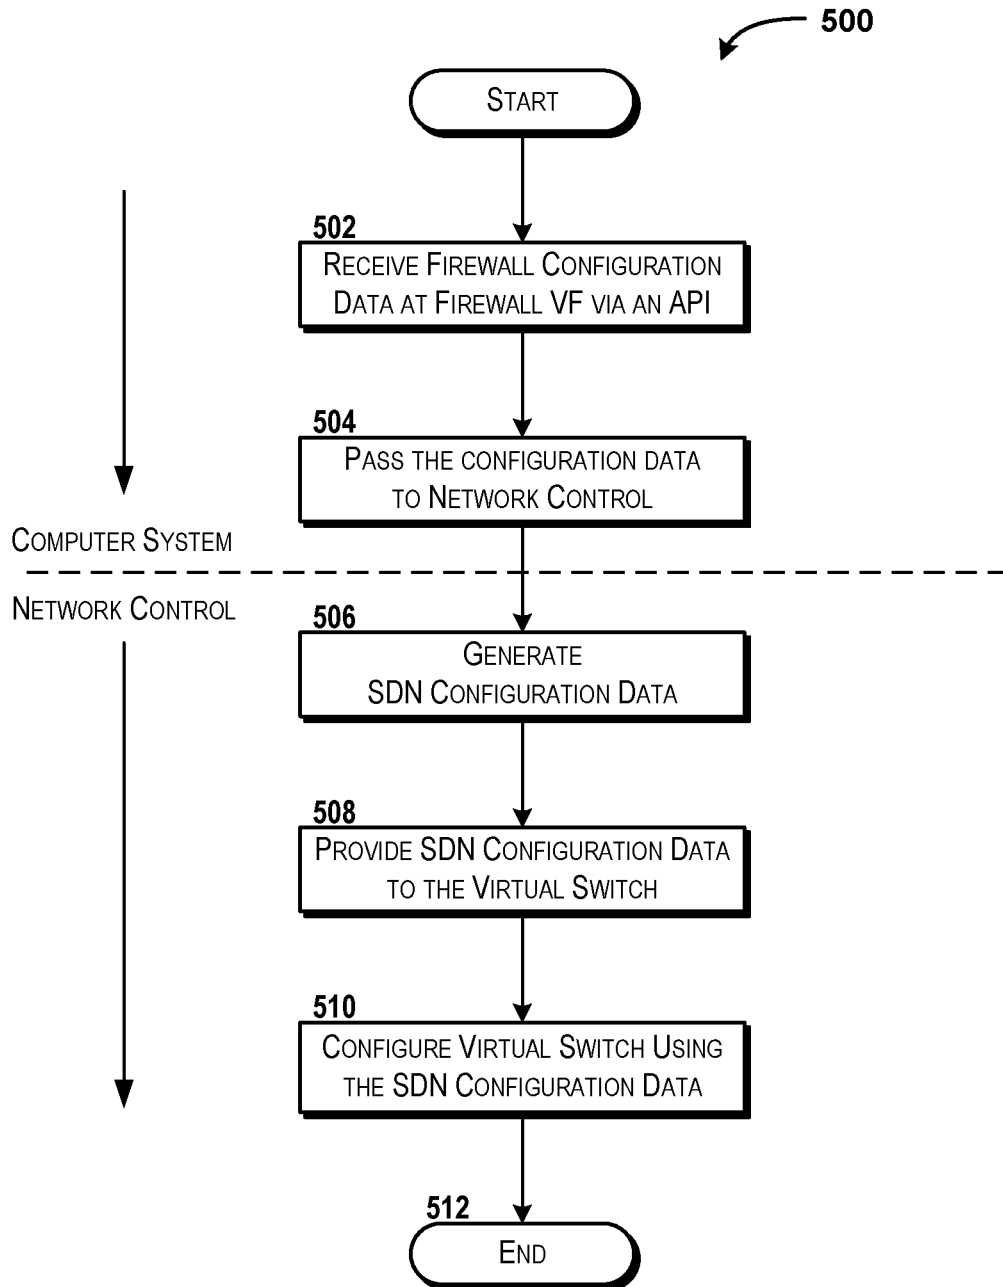 500
START
502
RECEIVE FIREWALL CONFIGURATION
DATA AT FIREWALL VF VIA AN API
504
PASS THE CONFIGURATION DATA
TO NETWORK CONTROL
COMPUTER SYSTEM
NETWORK CONTROL
506
GENERATE
SDN CONFIGURATION DATA
508
PROVIDE SDN CONFIGURATION DATA
TO THE VIRTUAL SWITCH
510
CONFIGURE VIRTUAL SWITCH USING
THE SDN CONFIGURATION DATA
512
END